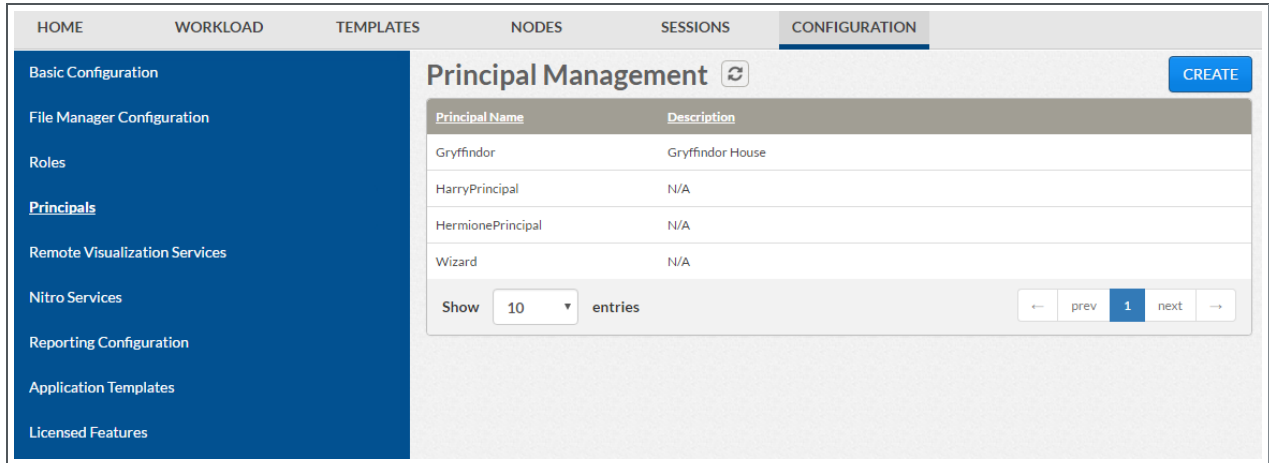 HOME WORKLOAD TEMPLATES NODES SESSIONS CONFIGURATION
Basic Configuration
File Manager Configuration
Roles
Principals
Remote Visualization Services
Nitro Services
Reporting Configuration
Application Templates
Licensed Features
Principal Management CREATE
Principal Name Description
Gryffindor Gryffindor House
HarryPrincipal N/A
HermionePrincipal N/A
Wizard N/A
Show 10 entries ← prev 1 next →